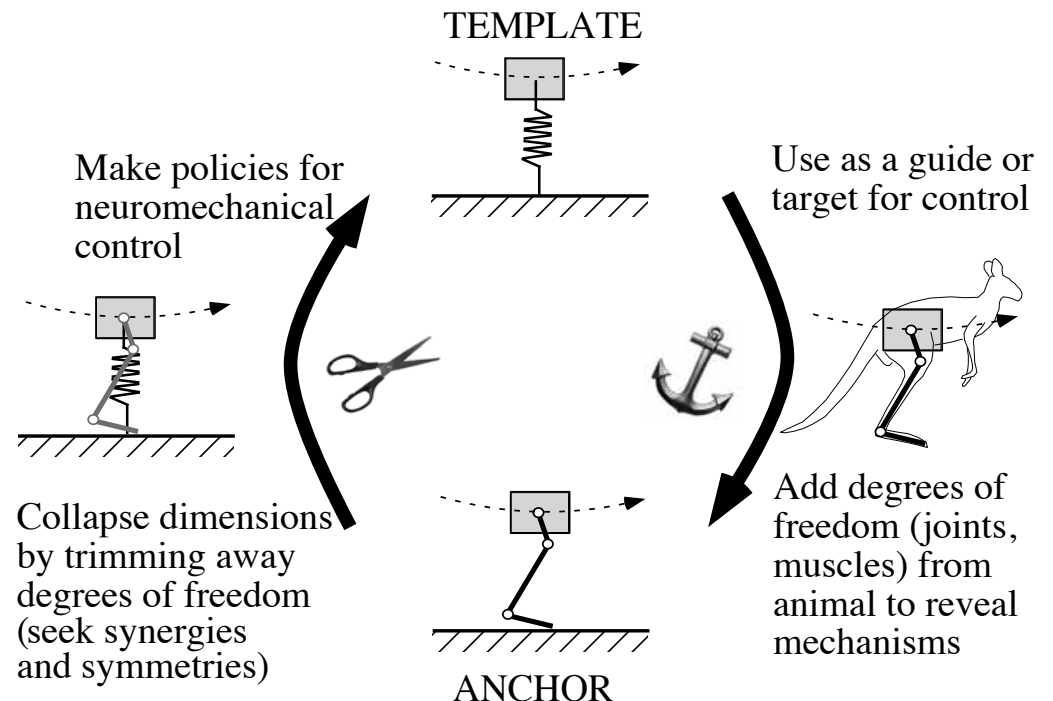 TEMPLATE
Make policies for
neuromechanical
control
Use as a guide or
target for control
Collapse dimensions
by trimming away
degrees of freedom
(seek synergies
and symmetries)
Add degrees of
freedom (joints,
muscles) from
animal to reveal
mechanisms
ANCHOR